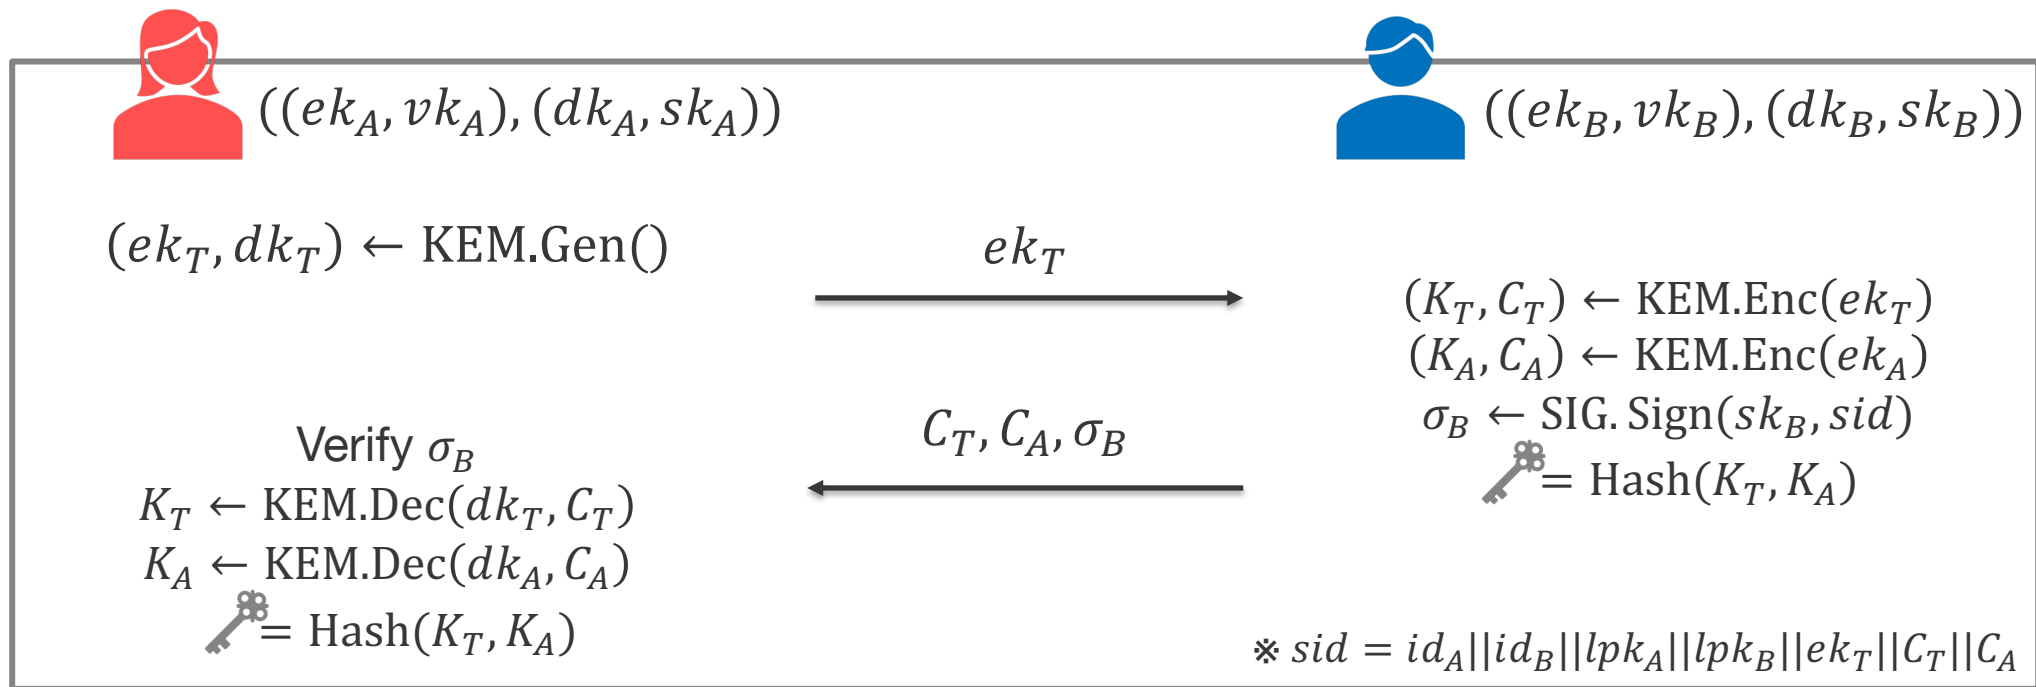 ((ek_A, vk_A), (dk_A, sk_A))
((ek_B, vk_B), (dk_B, sk_B))
(ek_T, dk_T) ← KEM.Gen()
ek_T
(K_T, C_T) ← KEM.Enc(ek_T)
(K_A, C_A) ← KEM.Enc(ek_A)
σ_B ← SIG. Sign(sk_B, sid)
= Hash(K_T, K_A)
C_T, C_A, σ_B
Verify σ_B
K_T ← KEM.Dec(dk_T, C_T)
K_A ← KEM.Dec(dk_A, C_A)
= Hash(K_T, K_A)
※ sid = id_A||id_B||lpk_A||lpk_B||ek_T||C_T||C_A